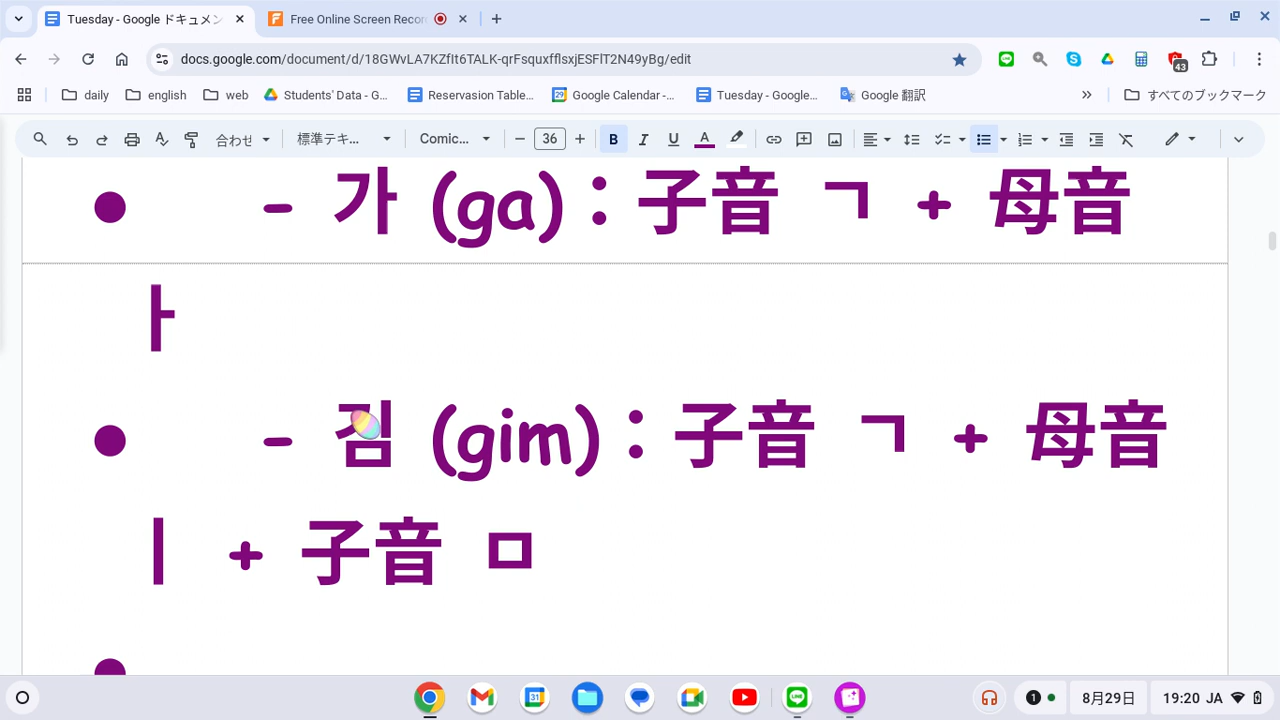 Tuesday - Google ドキュメン
Free Online Screen Recor
docs.google.com/document/d/18GWvLA7KZfIt6TALK-qrFsquxfflsxjESFlT2N49yBg/edit
43
daily
english
web
Students' Data - G...
Reservasion Table...
Google Calendar -...
Tuesday - Google...
Google 翻訳
すべてのブックマーク
合わせ
標準テキ...
Comic...
36
- 가 (ga)：子音 ㄱ + 母音
ㅏ
- 김 (gim)：子音 ㄱ + 母音
ㅣ + 子音 ㅁ
1
8月29日
19:20 JA